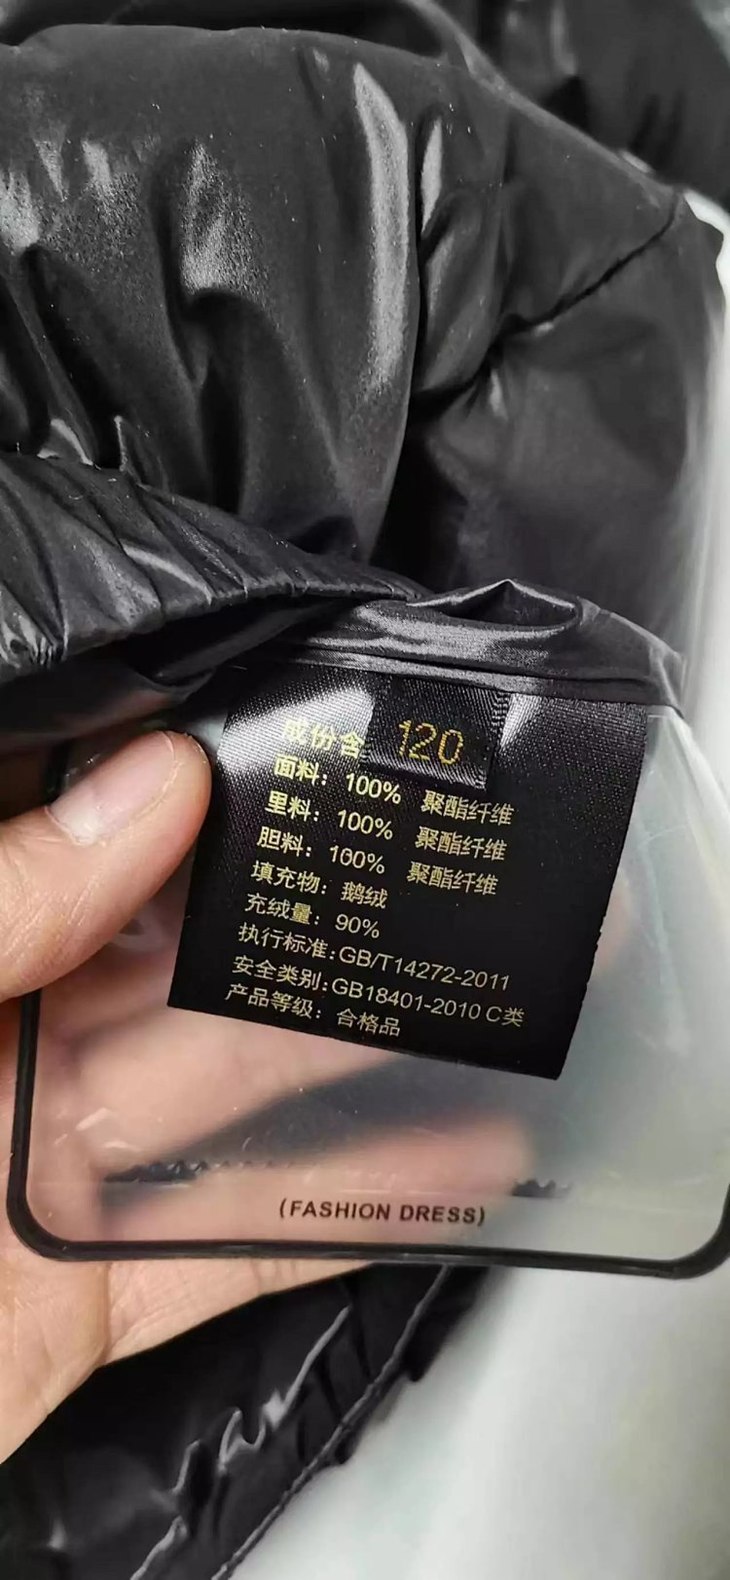 120
成份含
面料：100% 聚酯纤维
里料：100% 聚酯纤维
胆料：100% 聚酯纤维
填充物：鹅绒
充绒量：90%
执行标准:GB/T14272-2011
安全类别:GB18401-2010 C类
产品等级：合格品
(FASHION DRESS)